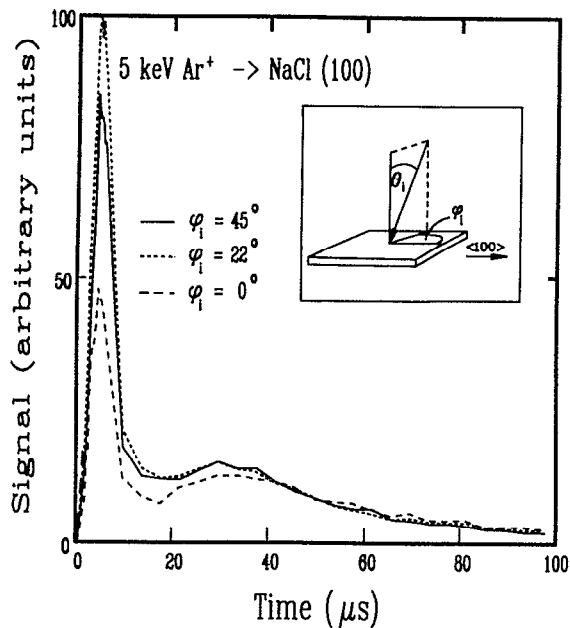 100
50
0
Signal (arbitrary units)
5 keV Ar⁺ -> NaCl (100)
φᵢ = 45°
φᵢ = 22°
φᵢ = 0°
θᵢ
φᵢ
<100>
0 20 40 60 80 100
Time (μs)